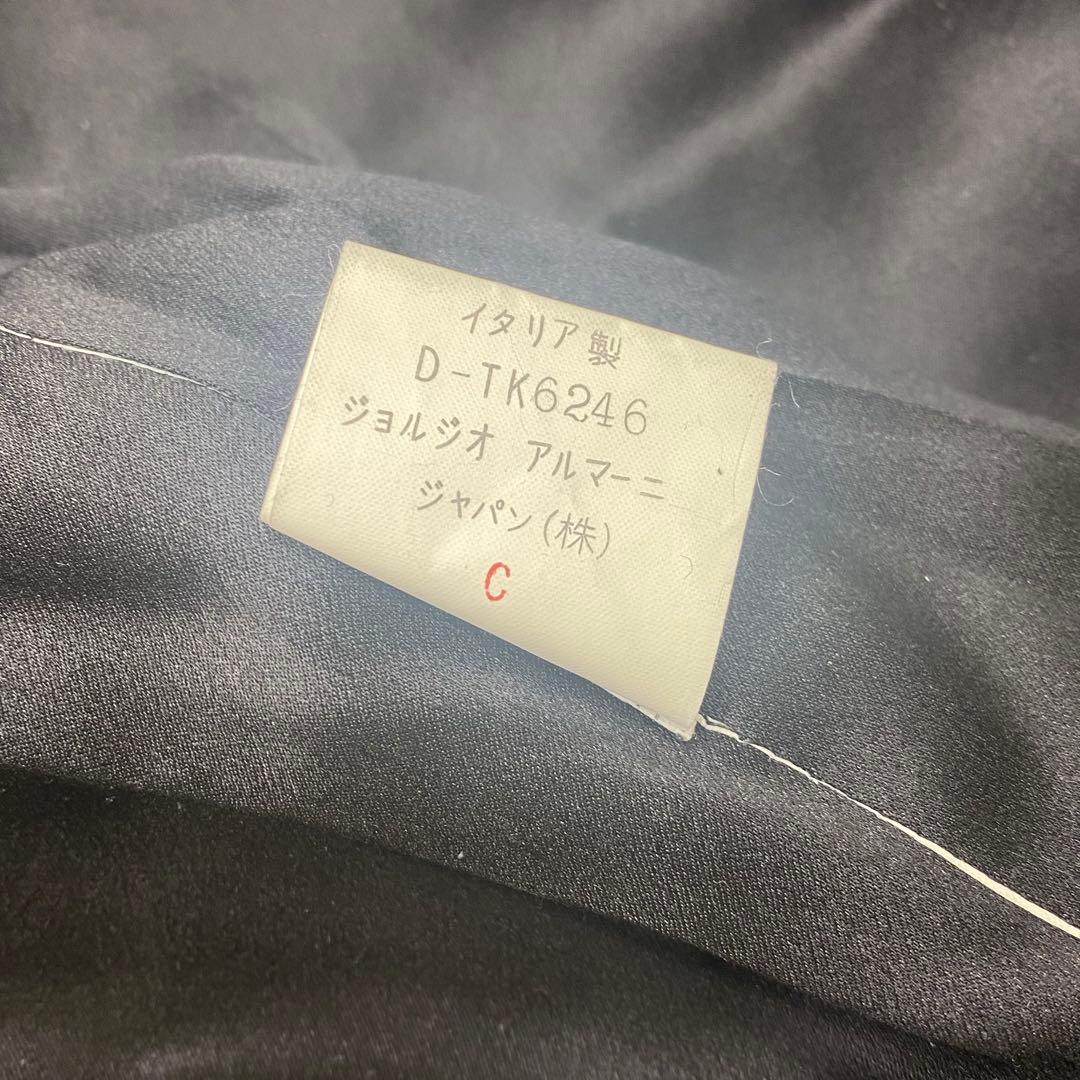 イタリア製
D-TK6246
ジョルジオ アルマーニ
ジャパン(株)
C